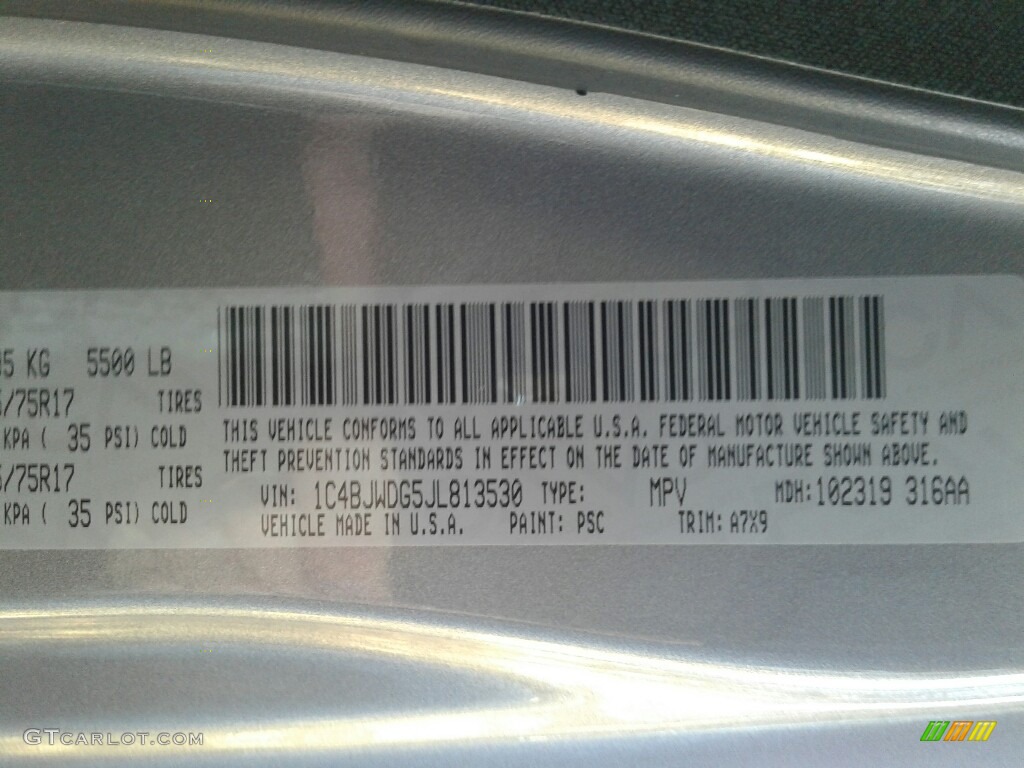 5 KG 5500 LB
/75R17 TIRES
KPA ( 35 PSI) COLD
/75R17 TIRES
KPA ( 35 PSI) COLD
THIS VEHICLE CONFORMS TO ALL APPLICABLE U.S.A. FEDERAL MOTOR VEHICLE SAFETY AND
THEFT PREVENTION STANDARDS IN EFFECT ON THE DATE OF MANUFACTURE SHOWN ABOVE.
VIN: 1C4BJWDG5JL813530 TYPE: MPV MDH:102319 316AA
VEHICLE MADE IN U.S.A. PAINT: PSC TRIM: A7X9
GTCARLOT.COM